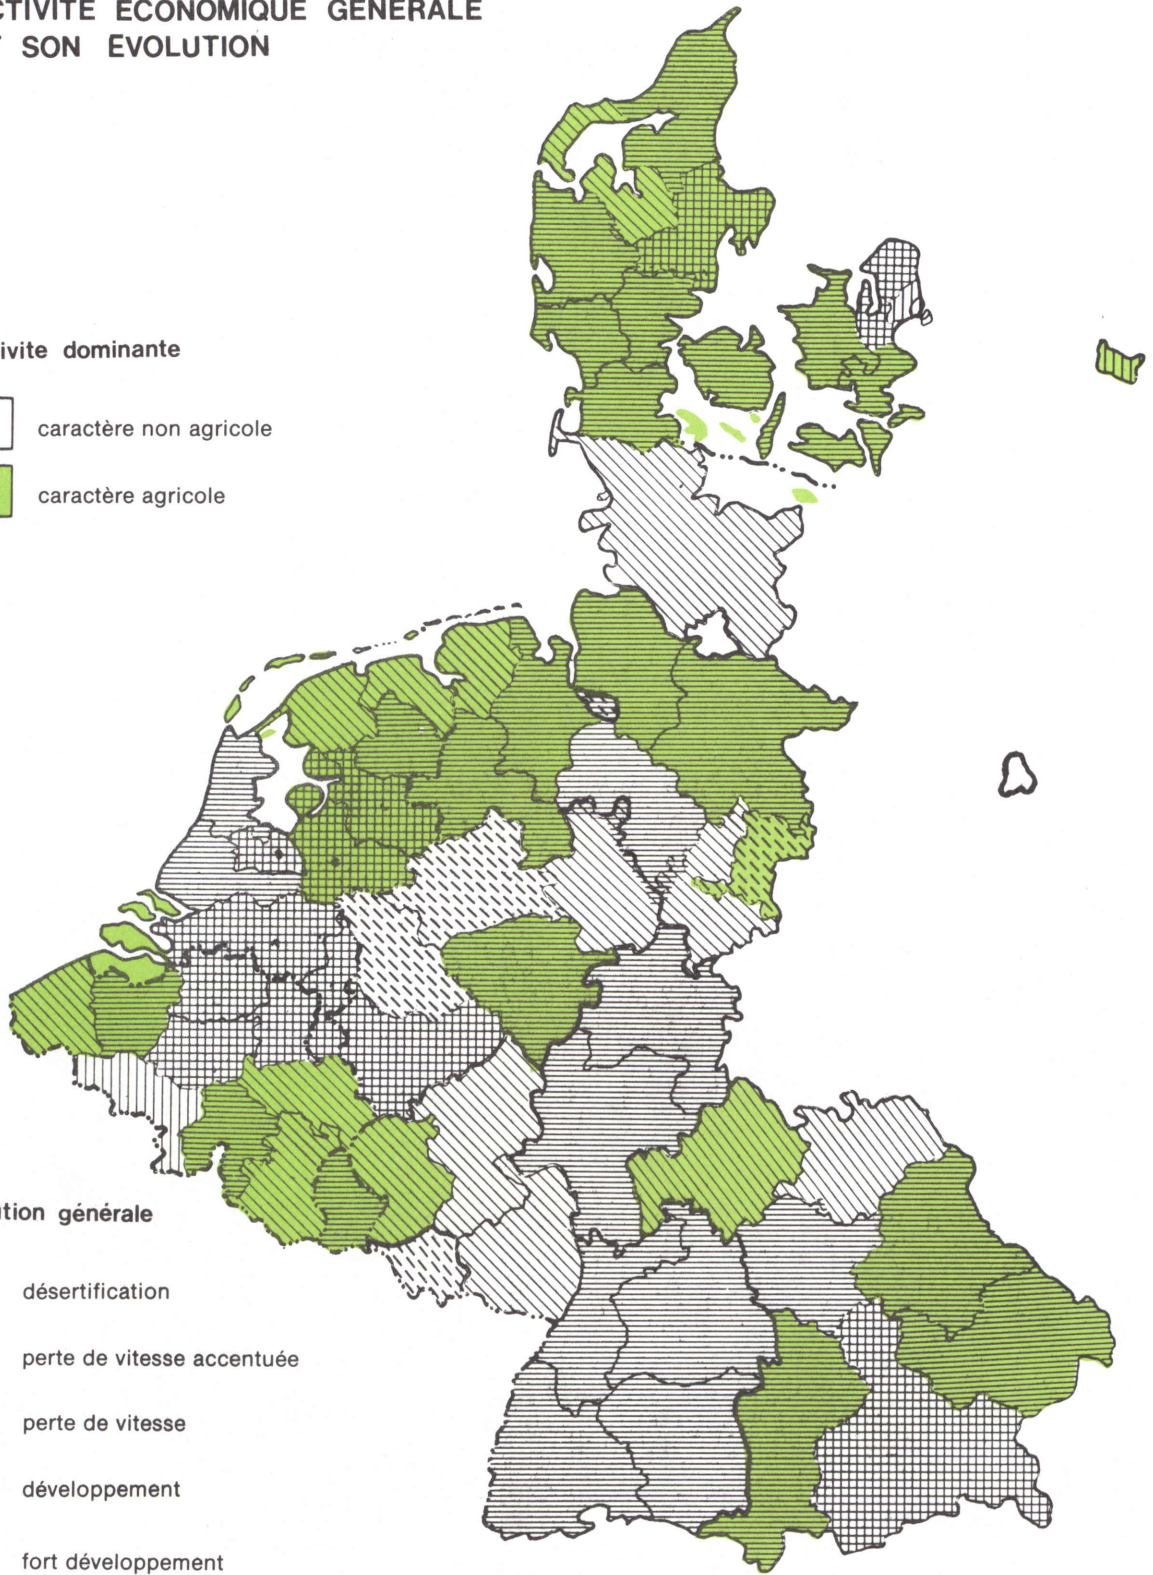 CTIVITE ECONOMIQUE GENERALE
SON EVOLUTION
ivite dominante
caractère non agricole
caractère agricole
tion générale
désertification
perte de vitesse accentuée
perte de vitesse
développement
fort développement